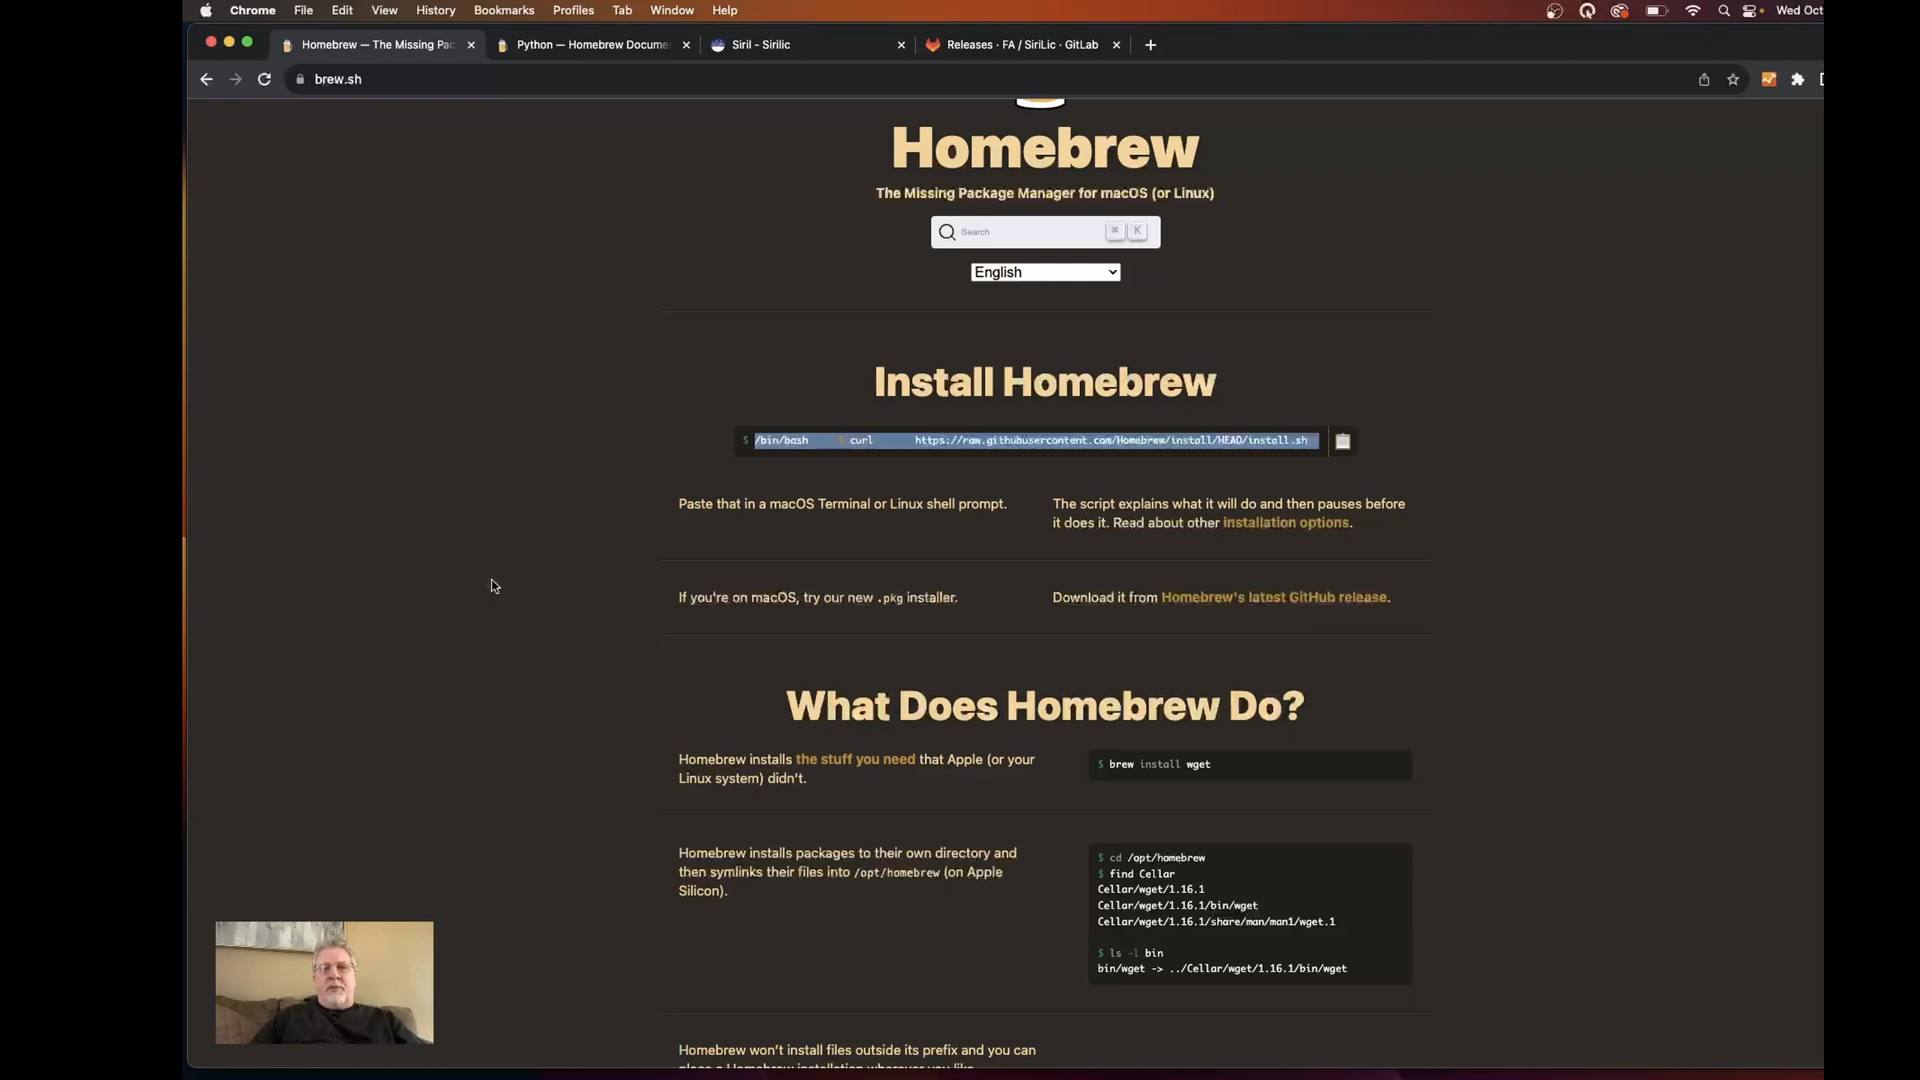 Chrome File Edit View History Bookmarks Profiles Tab Window Help
Wed Oct
Homebrew — The Missing Pac
Python — Homebrew Docume
Siril - Sirilic
Releases · FA / SiriLic · GitLab
brew.sh
Homebrew
The Missing Package Manager for macOS (or Linux)
Search ⌘ K
English
Install Homebrew
$ /bin/bash $ curl https://raw.githubusercontent.com/Homebrew/install/HEAD/install.sh
Paste that in a macOS Terminal or Linux shell prompt.
The script explains what it will do and then pauses before
it does it. Read about other installation options.
If you're on macOS, try our new .pkg installer.
Download it from Homebrew's latest GitHub release.
What Does Homebrew Do?
Homebrew installs the stuff you need that Apple (or your
Linux system) didn't.
$ brew install wget
Homebrew installs packages to their own directory and
then symlinks their files into /opt/homebrew (on Apple
Silicon).
$ cd /opt/homebrew
$ find Cellar
Cellar/wget/1.16.1
Cellar/wget/1.16.1/bin/wget
Cellar/wget/1.16.1/share/man/man1/wget.1
$ ls -l bin
bin/wget -> ../Cellar/wget/1.16.1/bin/wget
Homebrew won't install files outside its prefix and you can
place a Homebrew installation wherever you like.